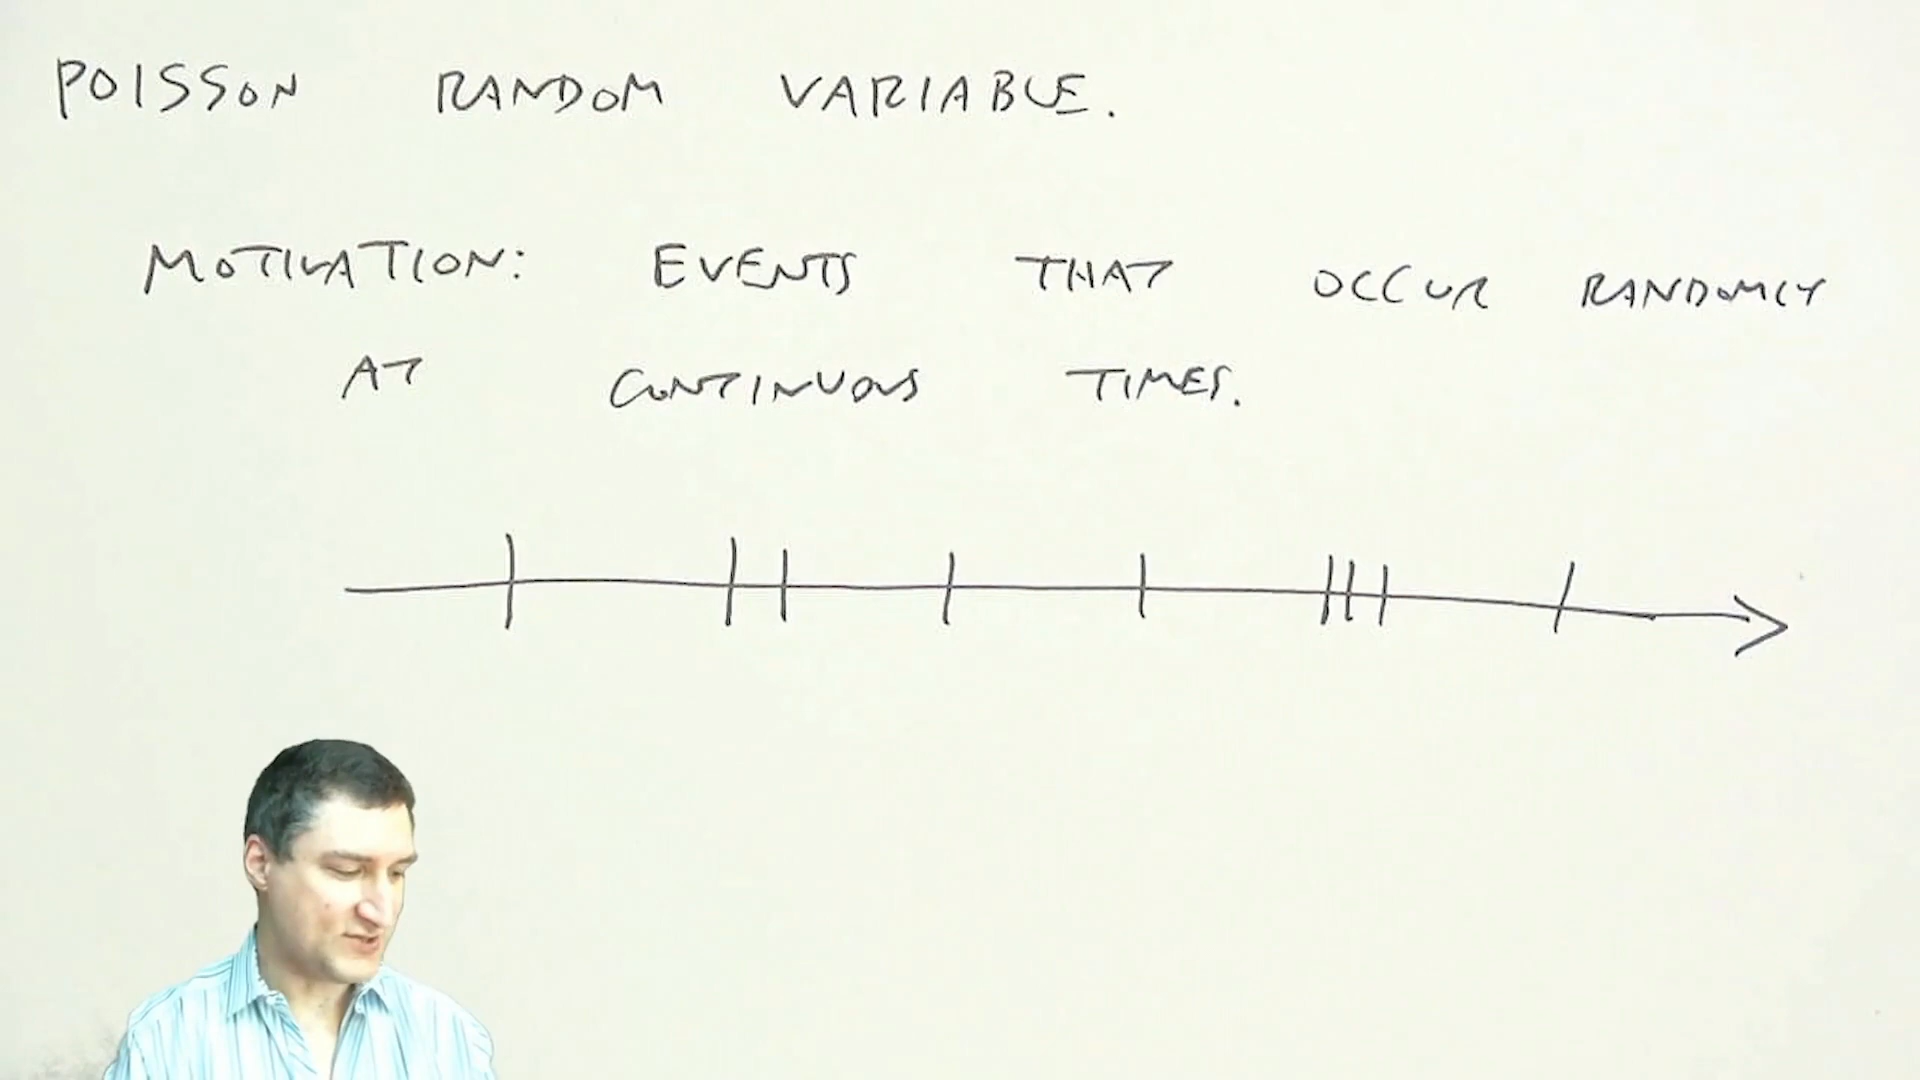 POISSON RANDOM VARIABLE.
MOTIVATION: EVENTS THAT OCCUR RANDOMLY
AT CONTINUOUS TIMES.